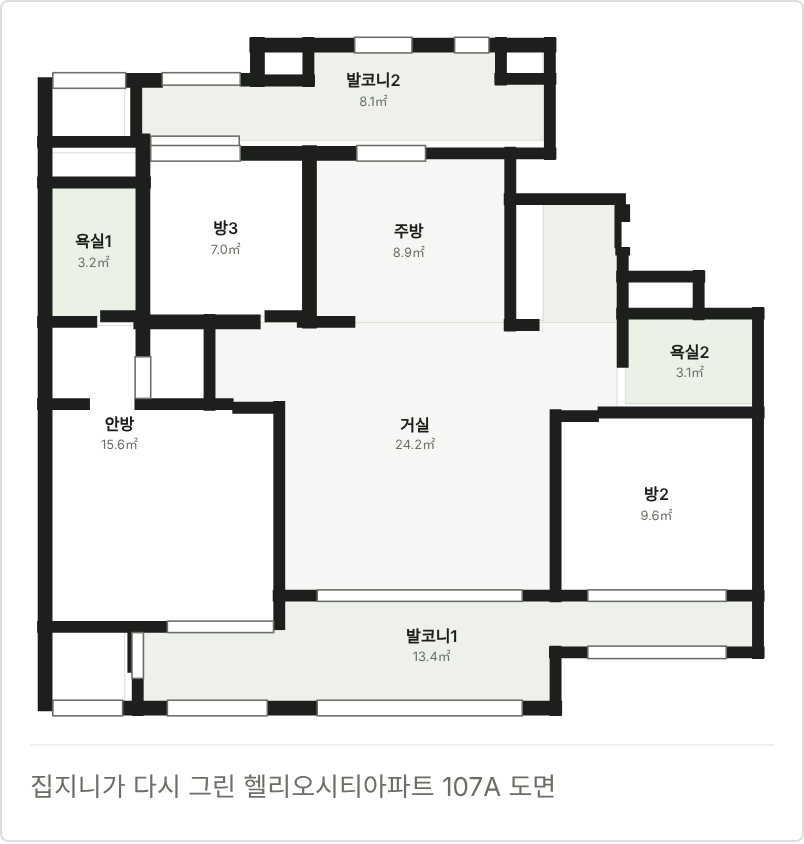 발코니2
8.1㎡
방3
7.0㎡
주방
8.9㎡
욕실1
3.2㎡
욕실2
3.1㎡
안방
15.6㎡
거실
24.2㎡
방2
9.6㎡
발코니1
13.4㎡
집지니가 다시 그린 헬리오시티아파트 107A 도면